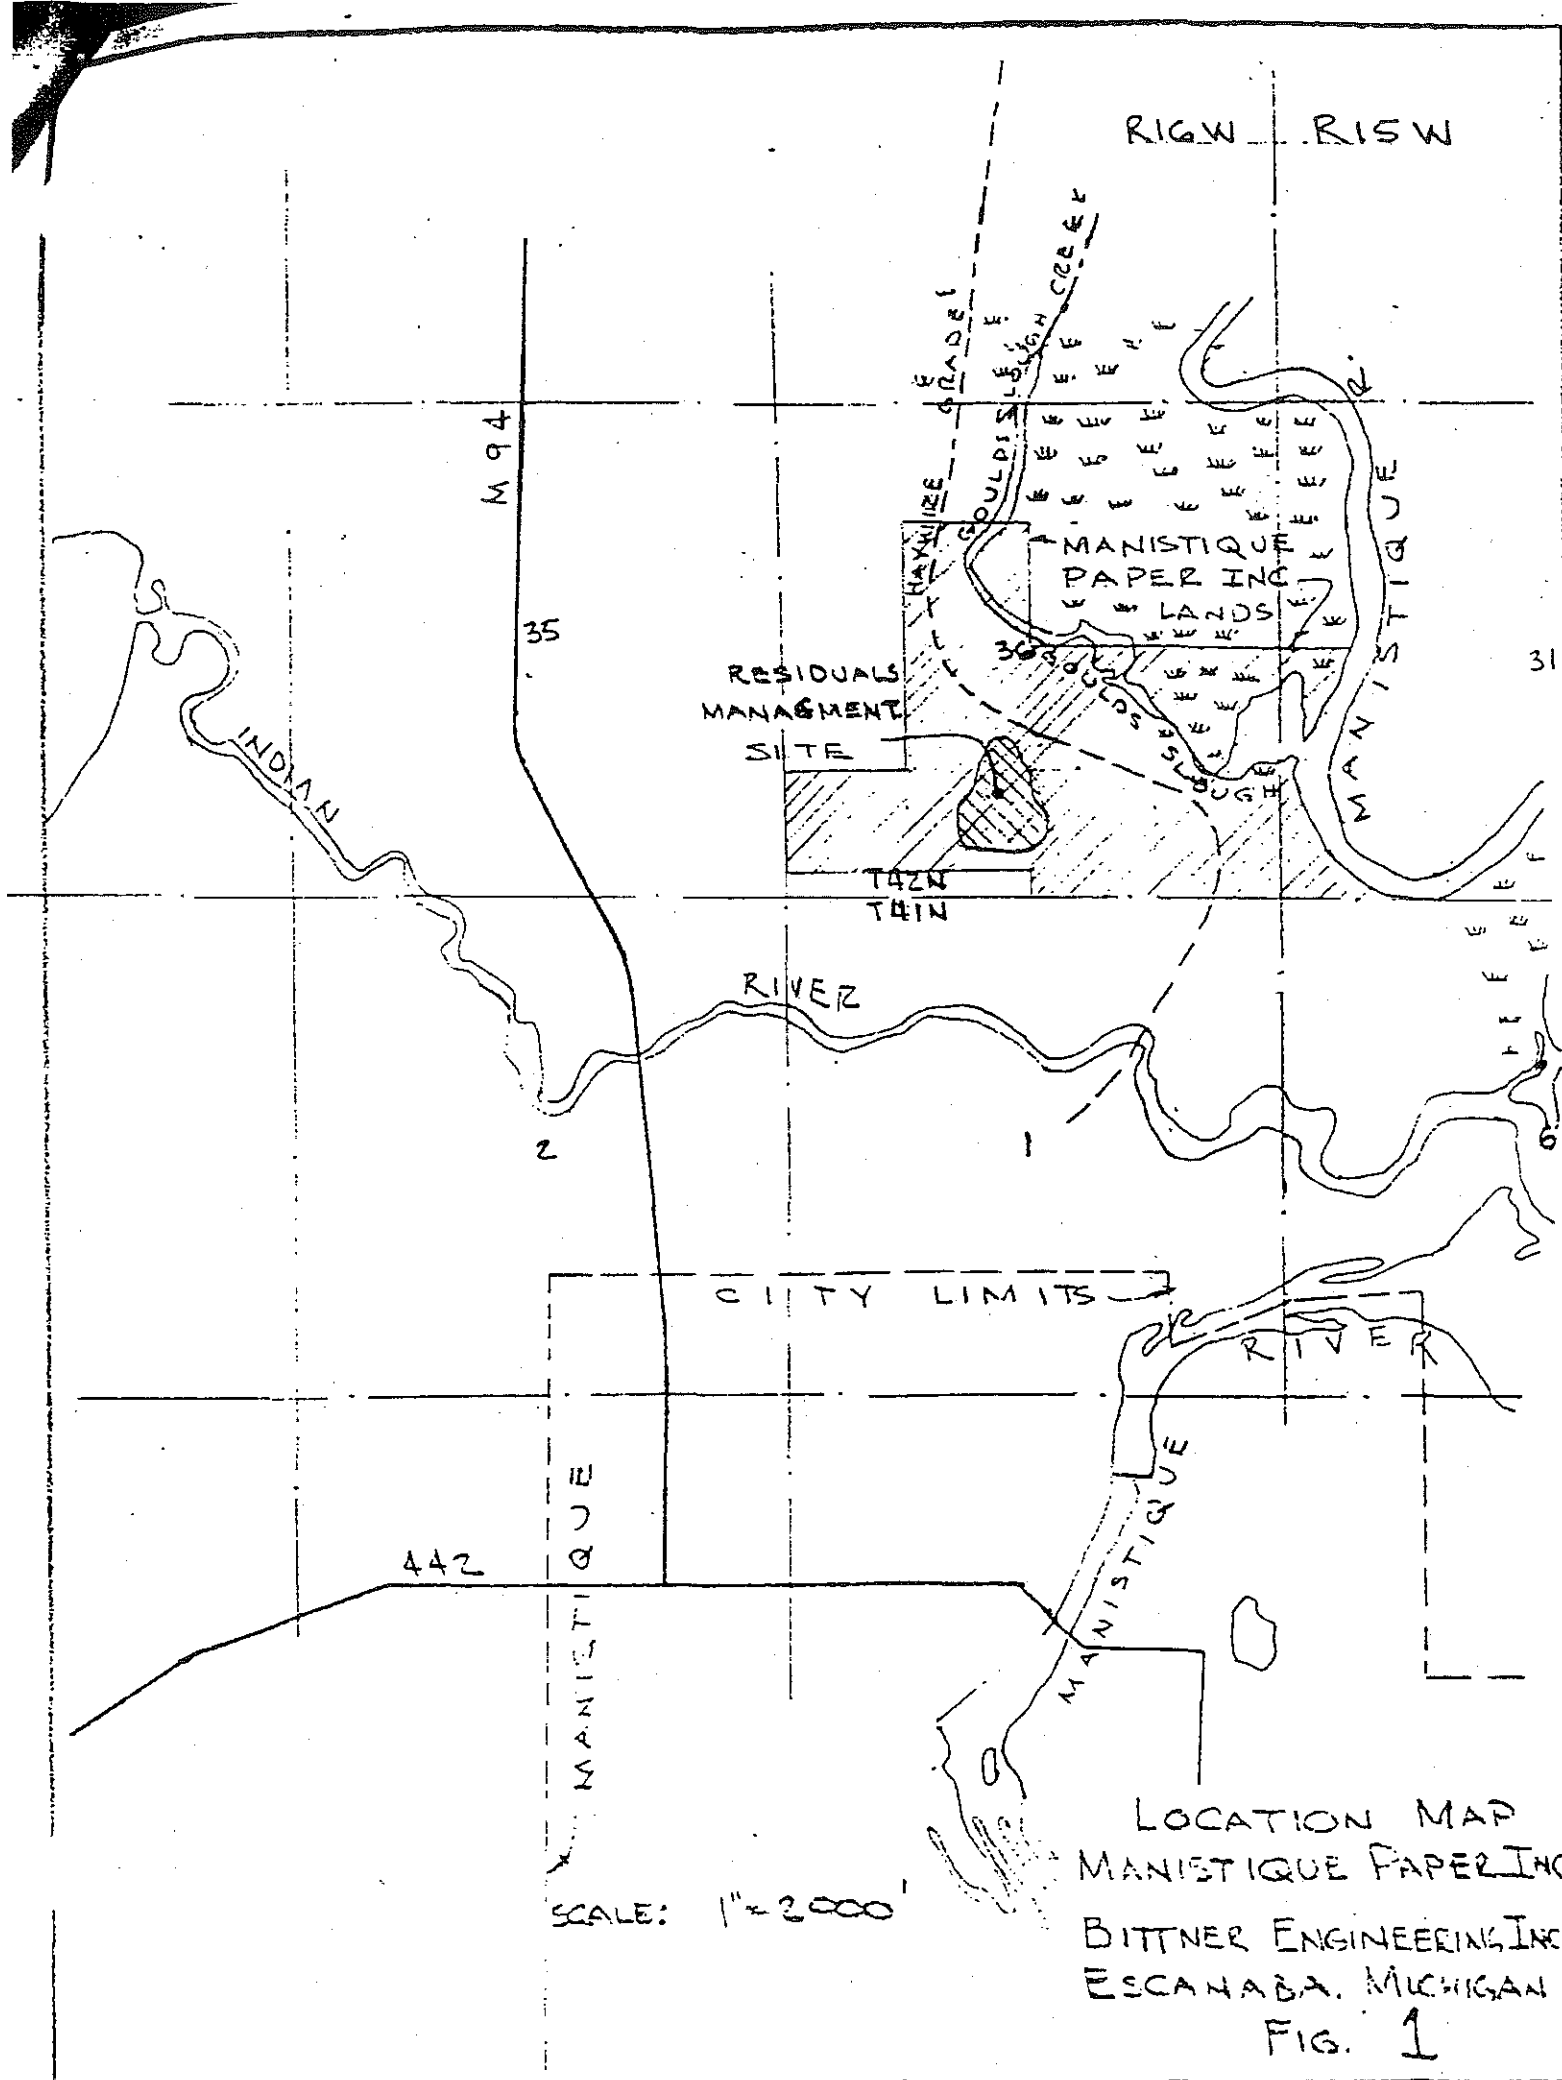 R16W R15W
GOULDS SLOUGH CREEK
HAYWIRE GRADE
M 94
MANISTIQUE R.
MANISTIQUE
PAPER INC
LANDS
35
36
31
RESIDUALS
MANAGMENT
SITE
GOULDS SLOUGH
INDIAN
T42N
T41N
RIVER
2
1
6
CITY LIMITS
RIVER
MANISTIQUE
442
MANISTIQUE
LOCATION MAP
MANISTIQUE PAPER INC
SCALE: 1"=2000'
BITTNER ENGINEERING INC
ESCANABA. MICHIGAN
FIG. 1